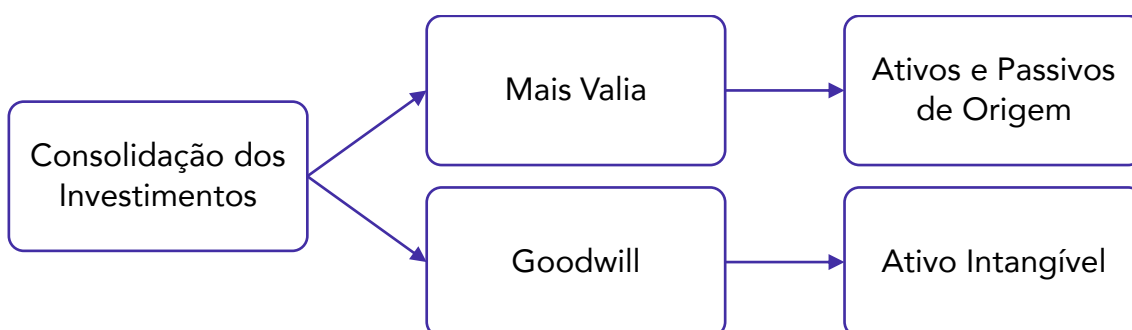 Consolidação dos
Investimentos
Mais Valia
Ativos e Passivos
de Origem
Goodwill
Ativo Intangível